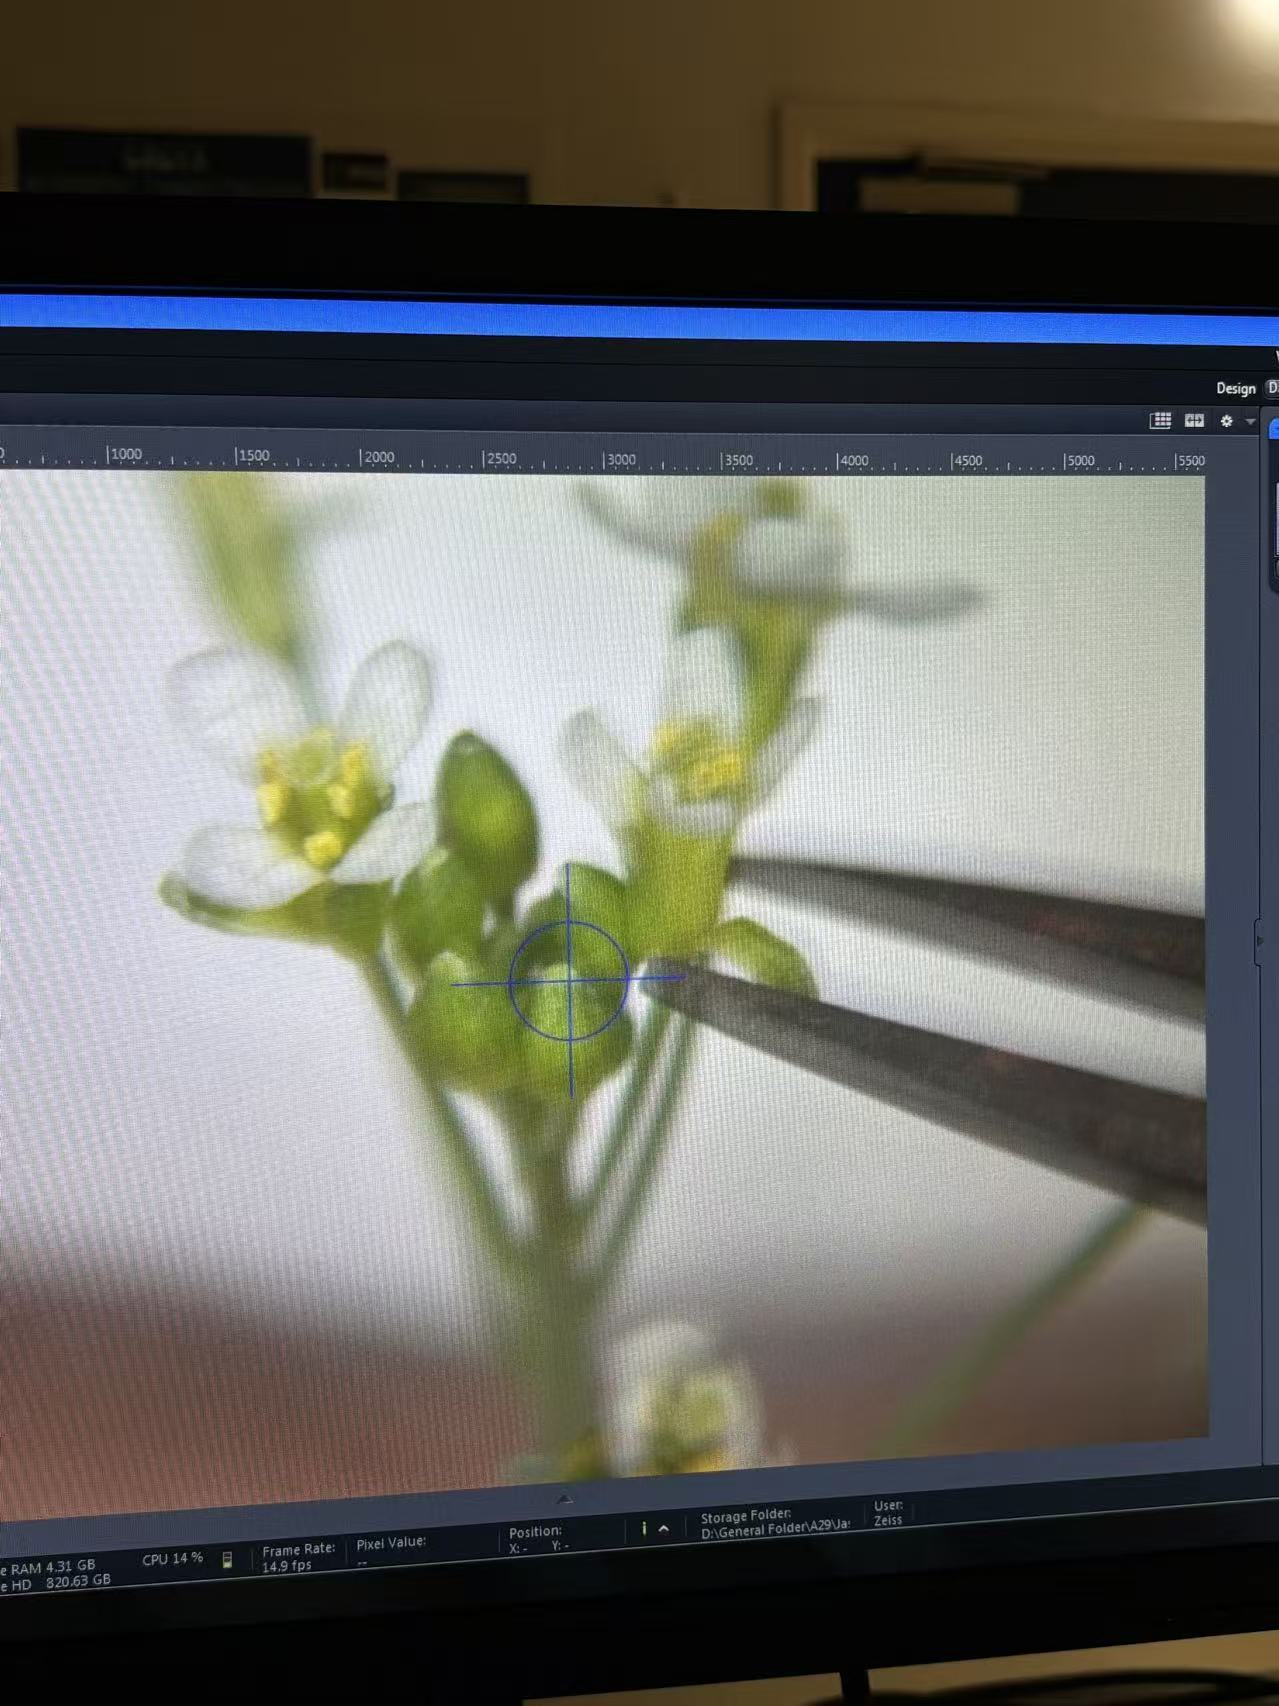 Design
1000 1500 2000 2500 3000 3500 4000 4500 5000 5500
e RAM 4.31 GB
e HD 820.63 GB
CPU 14 %
Frame Rate:
14.9 fps
Pixel Value:
--
Position:
X: - Y: -
i
Storage Folder:
D:\General Folder\A29\Ja:
User:
Zeiss